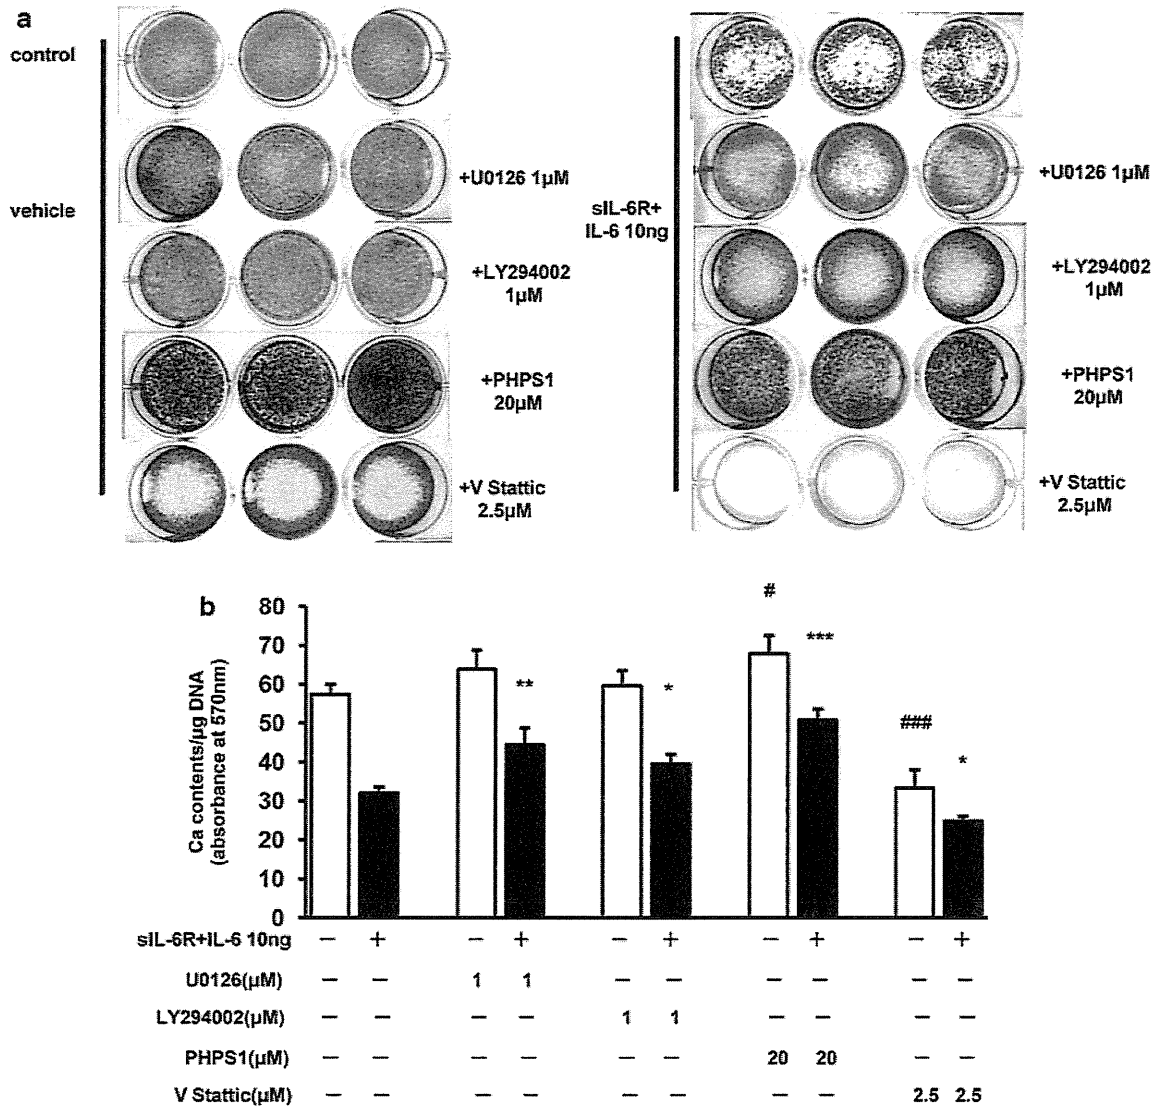 a
control
vehicle
+U0126 1µM
+LY294002
1µM
+PHPS1
20µM
+V Stattic
2.5µM
sIL-6R+
IL-6 10ng
+U0126 1µM
+LY294002
1µM
+PHPS1
20µM
+V Stattic
2.5µM
b
Ca contents/µg DNA
(absorbance at 570nm)
80
70
60
50
40
30
20
10
0
** * # *** ### *
sIL-6R+IL-6 10ng − + − + − + − + − +
U0126(µM) − − 1 1 − − − − − −
LY294002(µM) − − − − 1 1 − − − −
PHPS1(µM) − − − − − − 20 20 − −
V Stattic(µM) − − − − − − − − 2.5 2.5